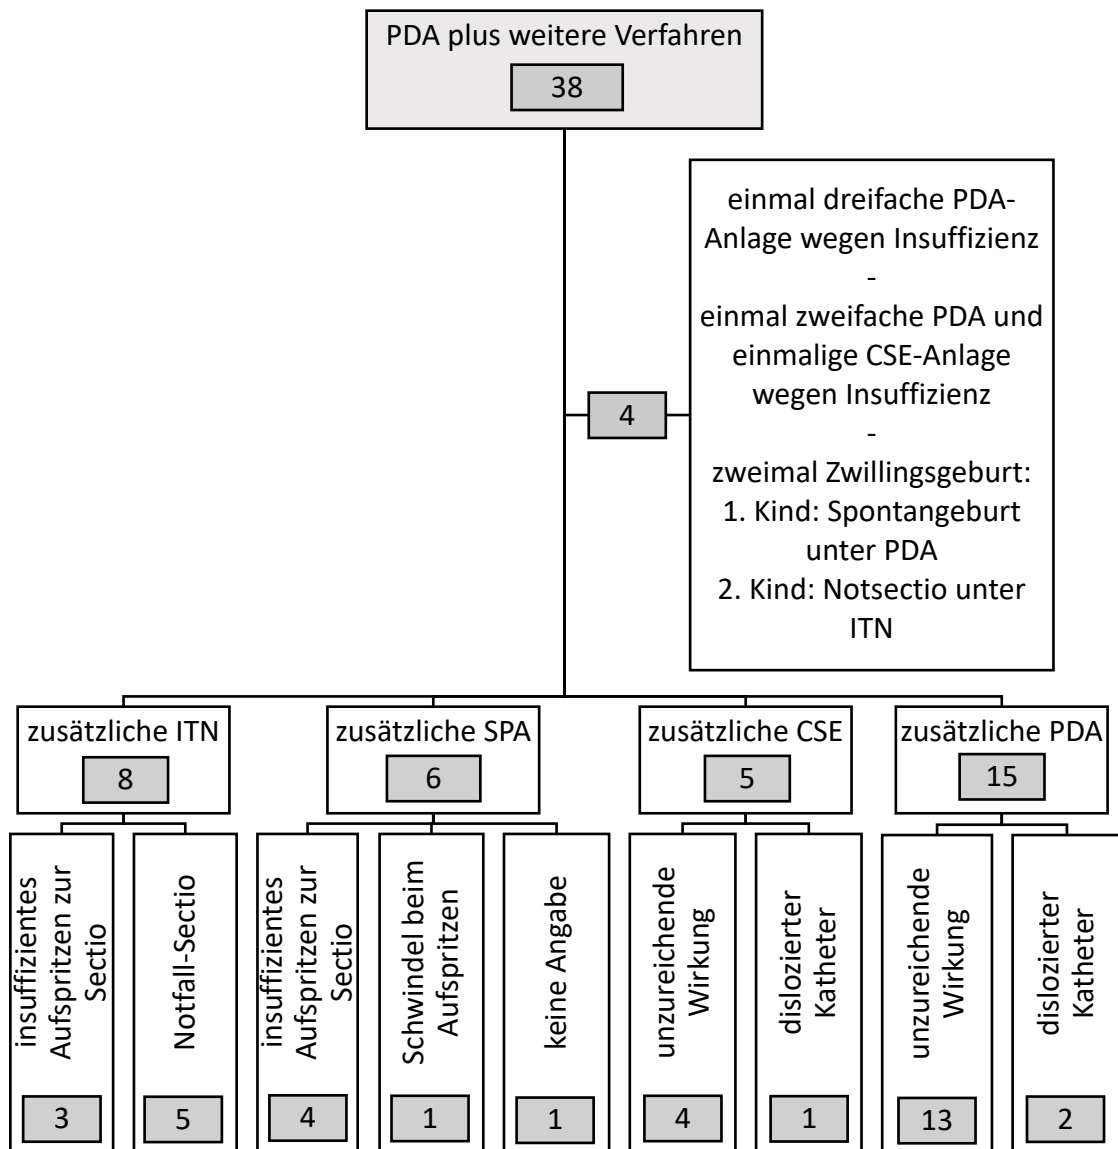 PDA plus weitere Verfahren
38
einmal dreifache PDA-
Anlage wegen Insuffizienz
-
einmal zweifache PDA und
einmalige CSE-Anlage
wegen Insuffizienz
-
zweimal Zwillingsgeburt:
1. Kind: Spontangeburt
unter PDA
2. Kind: Notsectio unter
ITN
4
zusätzliche ITN
8
zusätzliche SPA
6
zusätzliche CSE
5
zusätzliche PDA
15
insuffizientes
Aufspritzen zur
Sectio
3
Notfall-Sectio
5
insuffizientes
Aufspritzen zur
Sectio
4
Schwindel beim
Aufspritzen
1
keine Angabe
1
unzureichende
Wirkung
4
dislozierter
Katheter
1
unzureichende
Wirkung
13
dislozierter
Katheter
2